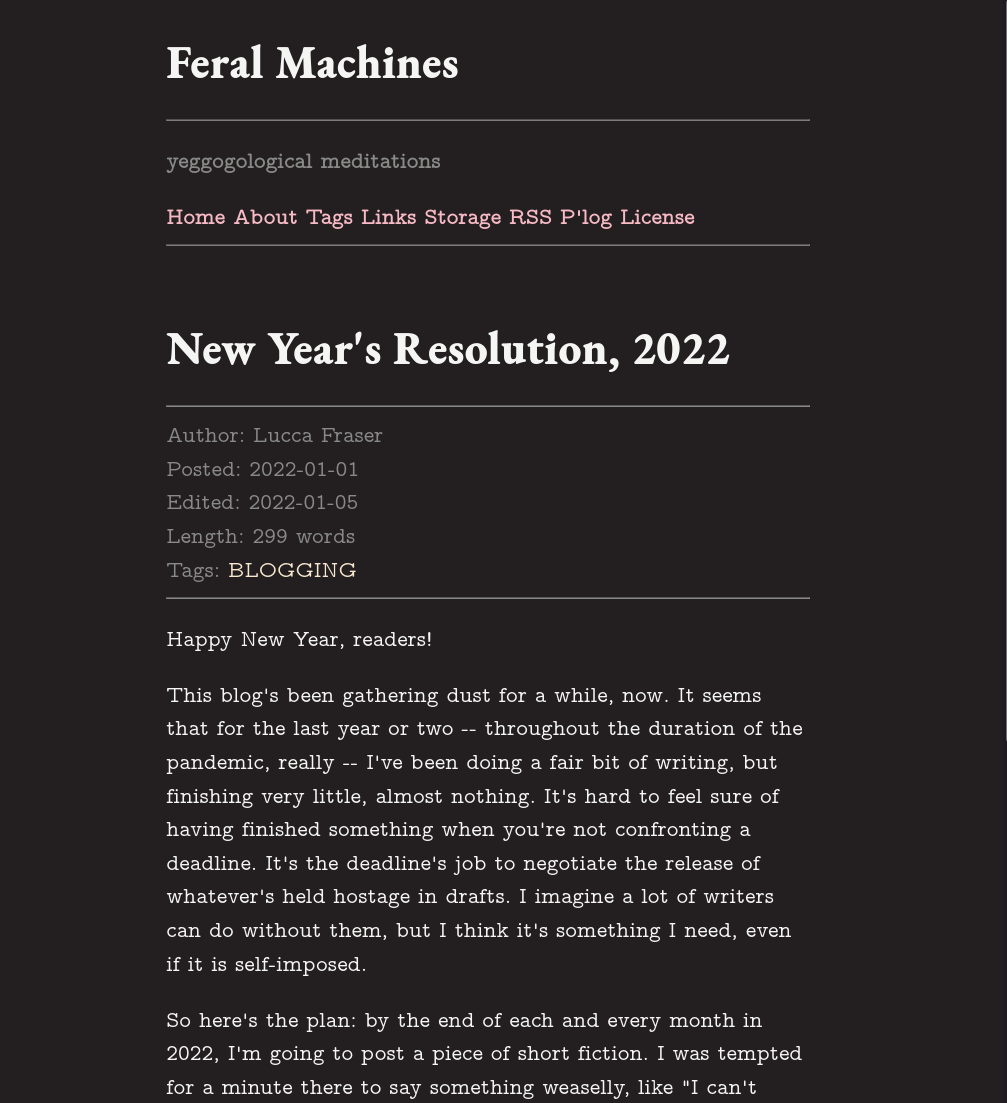 Feral Machines
yeggogological meditations
Home About Tags Links Storage RSS P'log License
New Year's Resolution, 2022
Author: Lucca Fraser
Posted: 2022-01-01
Edited: 2022-01-05
Length: 299 words
Tags: BLOGGING
Happy New Year, readers!
This blog's been gathering dust for a while, now. It seems
that for the last year or two -- throughout the duration of the
pandemic, really -- I've been doing a fair bit of writing, but
finishing very little, almost nothing. It's hard to feel sure of
having finished something when you're not confronting a
deadline. It's the deadline's job to negotiate the release of
whatever's held hostage in drafts. I imagine a lot of writers
can do without them, but I think it's something I need, even
if it is self-imposed.
So here's the plan: by the end of each and every month in
2022, I'm going to post a piece of short fiction. I was tempted
for a minute there to say something weaselly, like "I can't